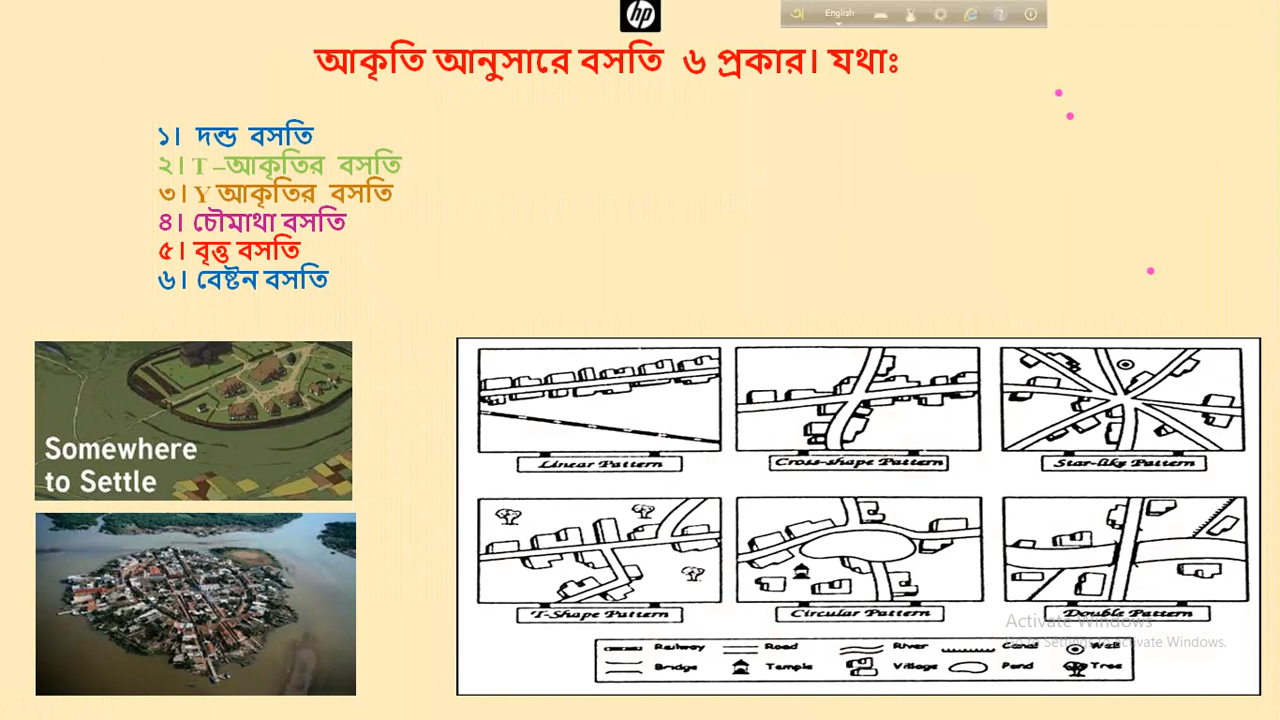 hp
অ English
আকৃতি আনুসারে বসতি ৬ প্রকার। যথাঃ
১। দন্ড বসতি
২। T –আকৃতির বসতি
৩। Y আকৃতির বসতি
৪। চৌমাথা বসতি
৫। বৃত্ত বসতি
৬। বেষ্টন বসতি
Somewhere
to Settle
Linear Pattern
Cross-shape Pattern
Star-like Pattern
T-Shape Pattern
Circular Pattern
Double Pattern
Railway Road River Canal Well
Bridge Temple Village Pond Tree
Activate Windows
Go to Settings to activate Windows.